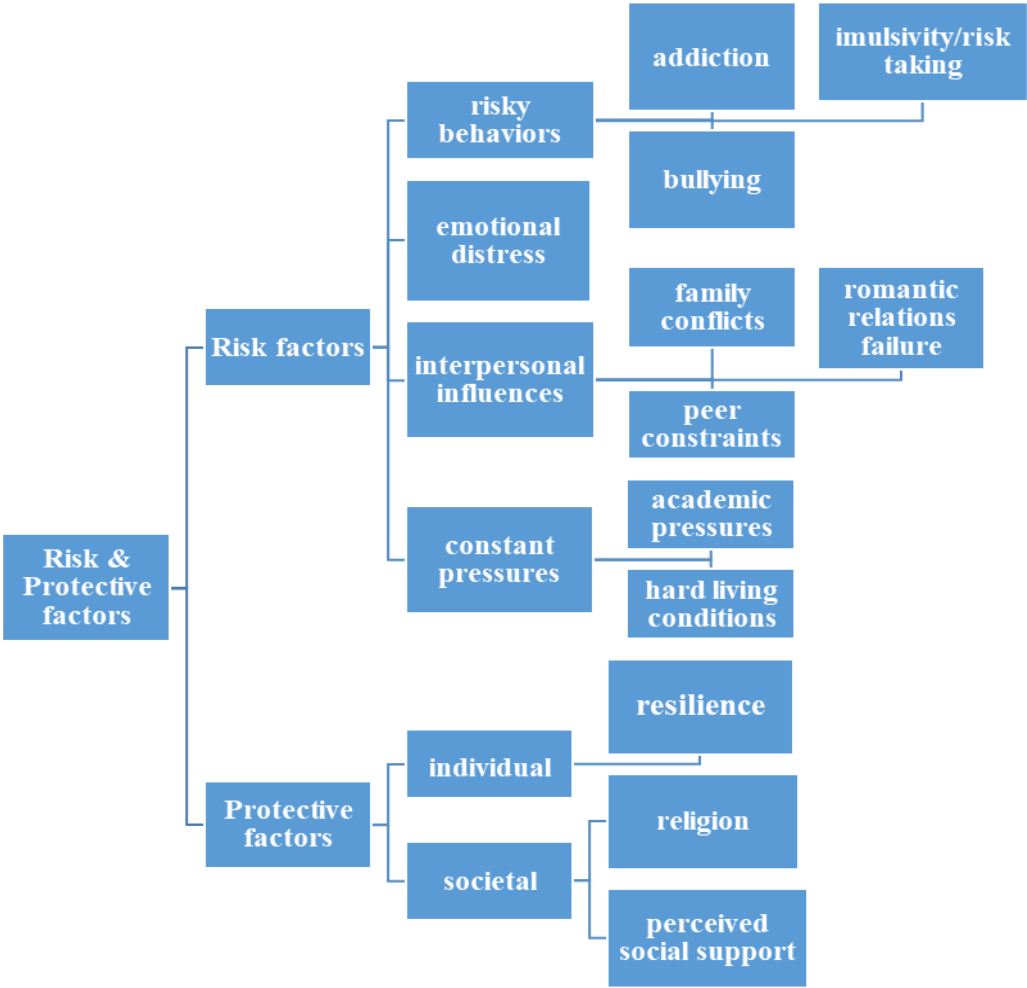 Risk &
Protective
factors
Risk factors
risky
behaviors
addiction
imulsivity/risk
taking
bullying
emotional
distress
interpersonal
influences
family
conflicts
romantic
relations
failure
peer
constraints
constant
pressures
academic
pressures
hard living
conditions
Protective
factors
individual
resilience
societal
religion
perceived
social support